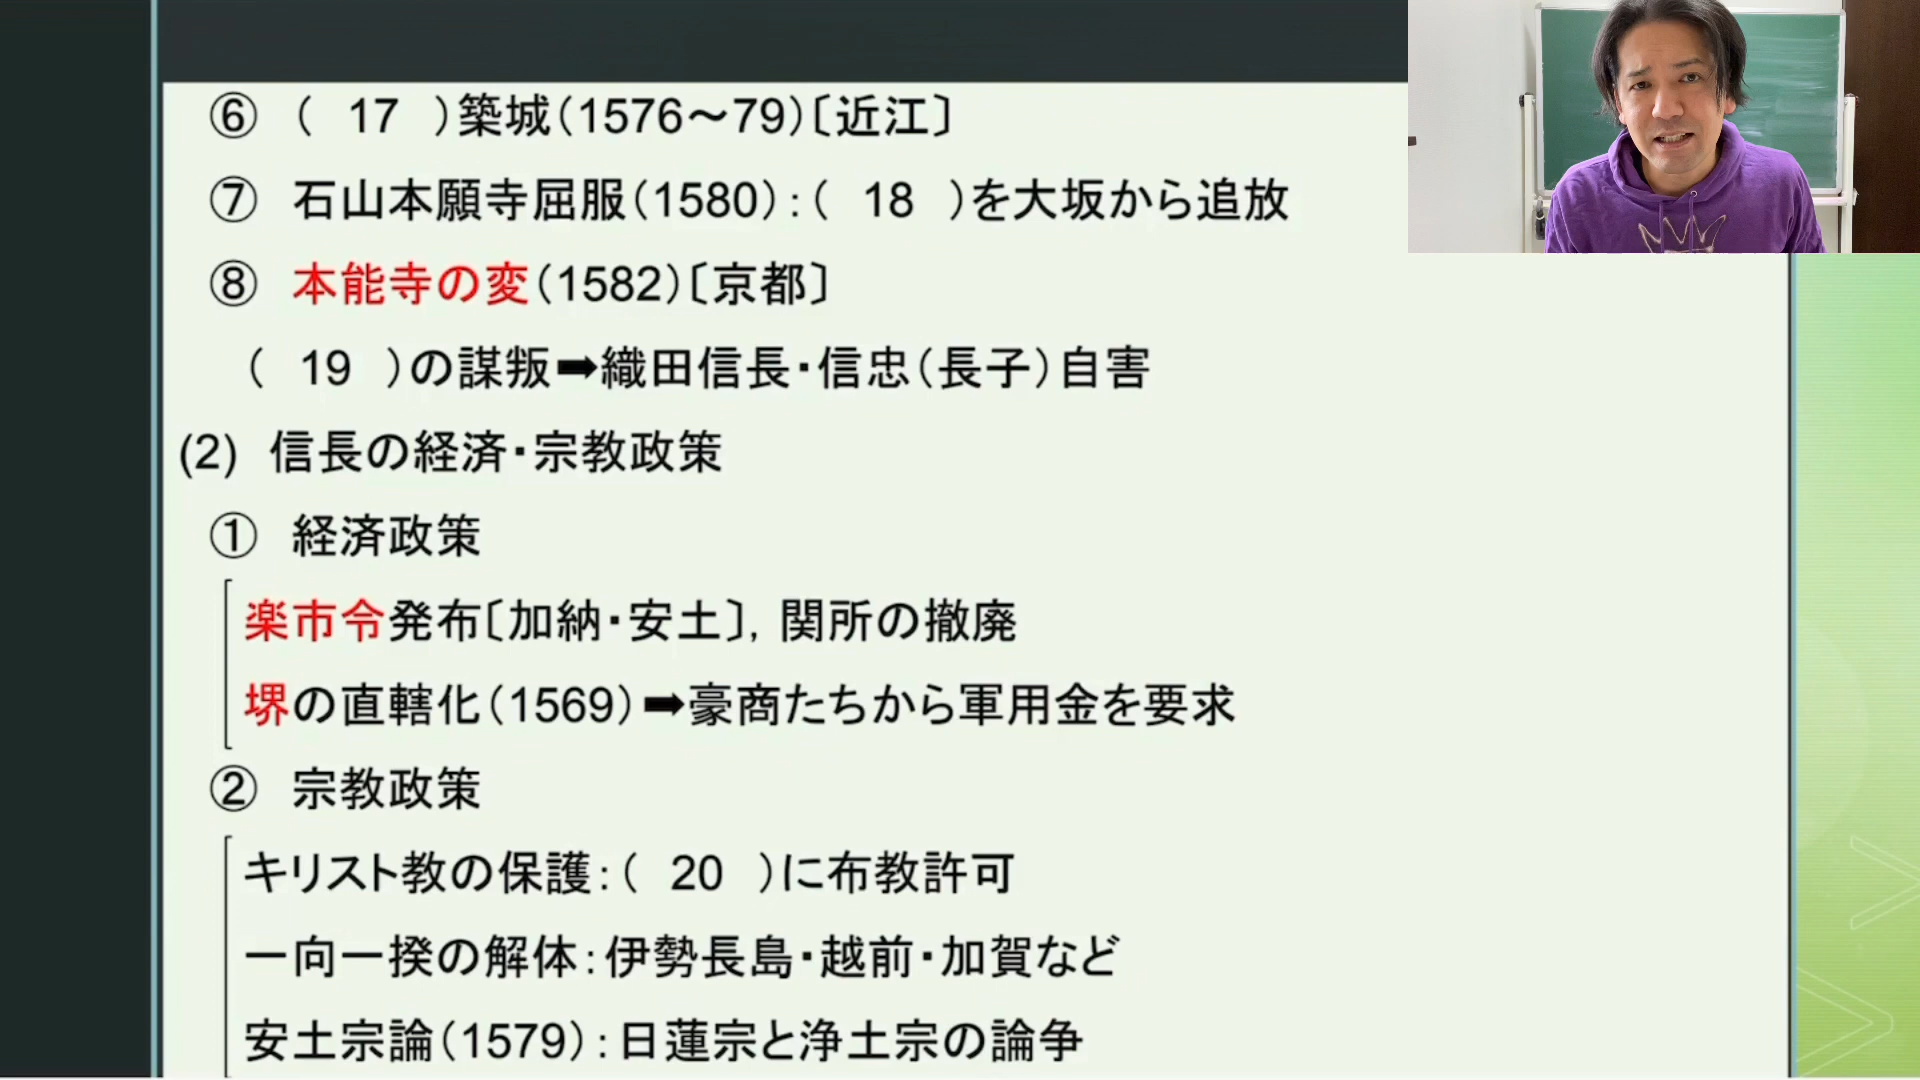 ⑥ ( 17 )築城(1576～79)〔近江〕
⑦ 石山本願寺屈服(1580):( 18 )を大坂から追放
⑧ 本能寺の変(1582)〔京都〕
( 19 )の謀叛➡織田信長・信忠(長子)自害
(2) 信長の経済・宗教政策
① 経済政策
楽市令発布〔加納・安土〕, 関所の撤廃
堺の直轄化(1569)➡豪商たちから軍用金を要求
② 宗教政策
キリスト教の保護:( 20 )に布教許可
一向一揆の解体:伊勢長島・越前・加賀など
安土宗論(1579):日蓮宗と浄土宗の論争